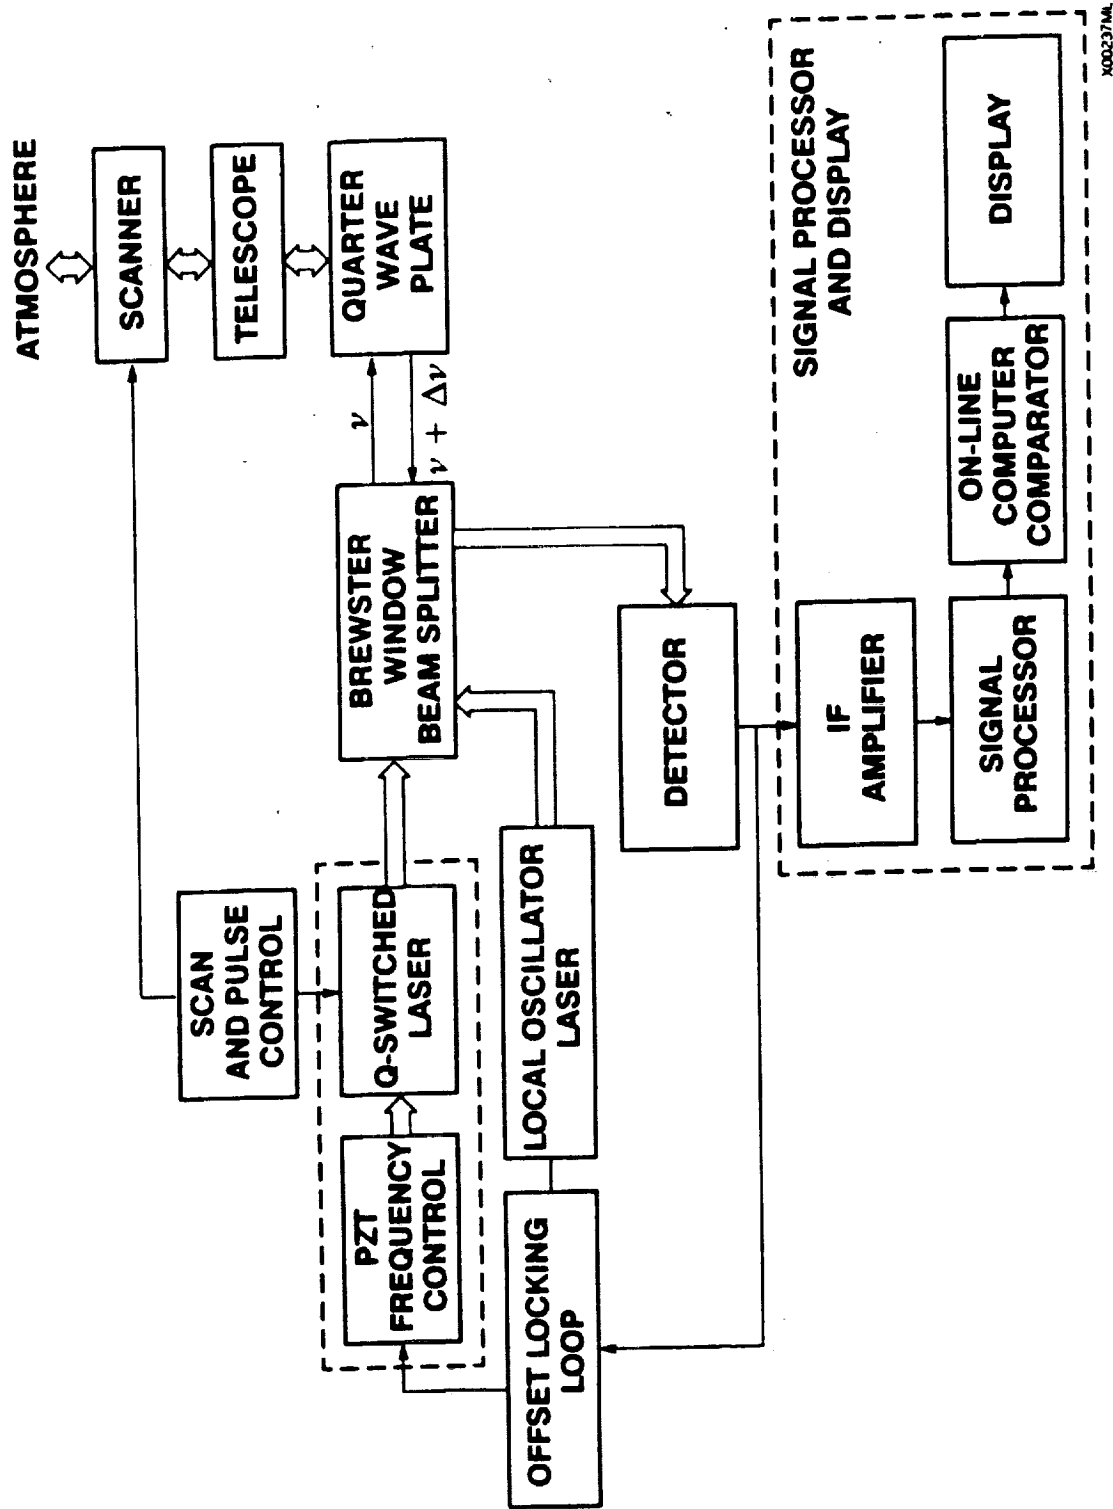 ATMOSPHERE
SCANNER
TELESCOPE
QUARTER
WAVE
PLATE
ν
ν + Δν
SCAN
AND PULSE
CONTROL
PZT
FREQUENCY
CONTROL
Q-SWITCHED
LASER
BREWSTER
WINDOW
BEAM SPLITTER
OFFSET LOCKING
LOOP
LOCAL OSCILLATOR
LASER
DETECTOR
SIGNAL PROCESSOR
AND DISPLAY
IF
AMPLIFIER
SIGNAL
PROCESSOR
ON-LINE
COMPUTER
COMPARATOR
DISPLAY
X00237ML